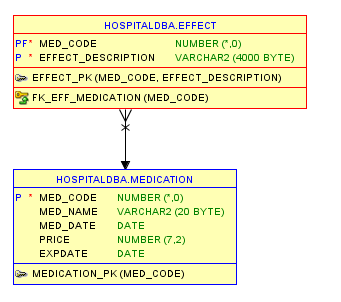 HOSPITALDBA.EFFECT
PF* MED_CODE NUMBER (*,0)
P * EFFECT_DESCRIPTION VARCHAR2 (4000 BYTE)
EFFECT_PK (MED_CODE, EFFECT_DESCRIPTION)
FK_EFF_MEDICATION (MED_CODE)
HOSPITALDBA.MEDICATION
P * MED_CODE NUMBER (*,0)
MED_NAME VARCHAR2 (20 BYTE)
MED_DATE DATE
PRICE NUMBER (7,2)
EXPDATE DATE
MEDICATION_PK (MED_CODE)